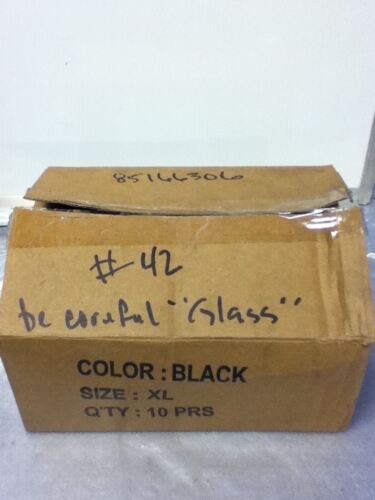 85166306
# 42
be careful "Glass"
COLOR : BLACK
SIZE : XL
Q'TY : 10 PRS